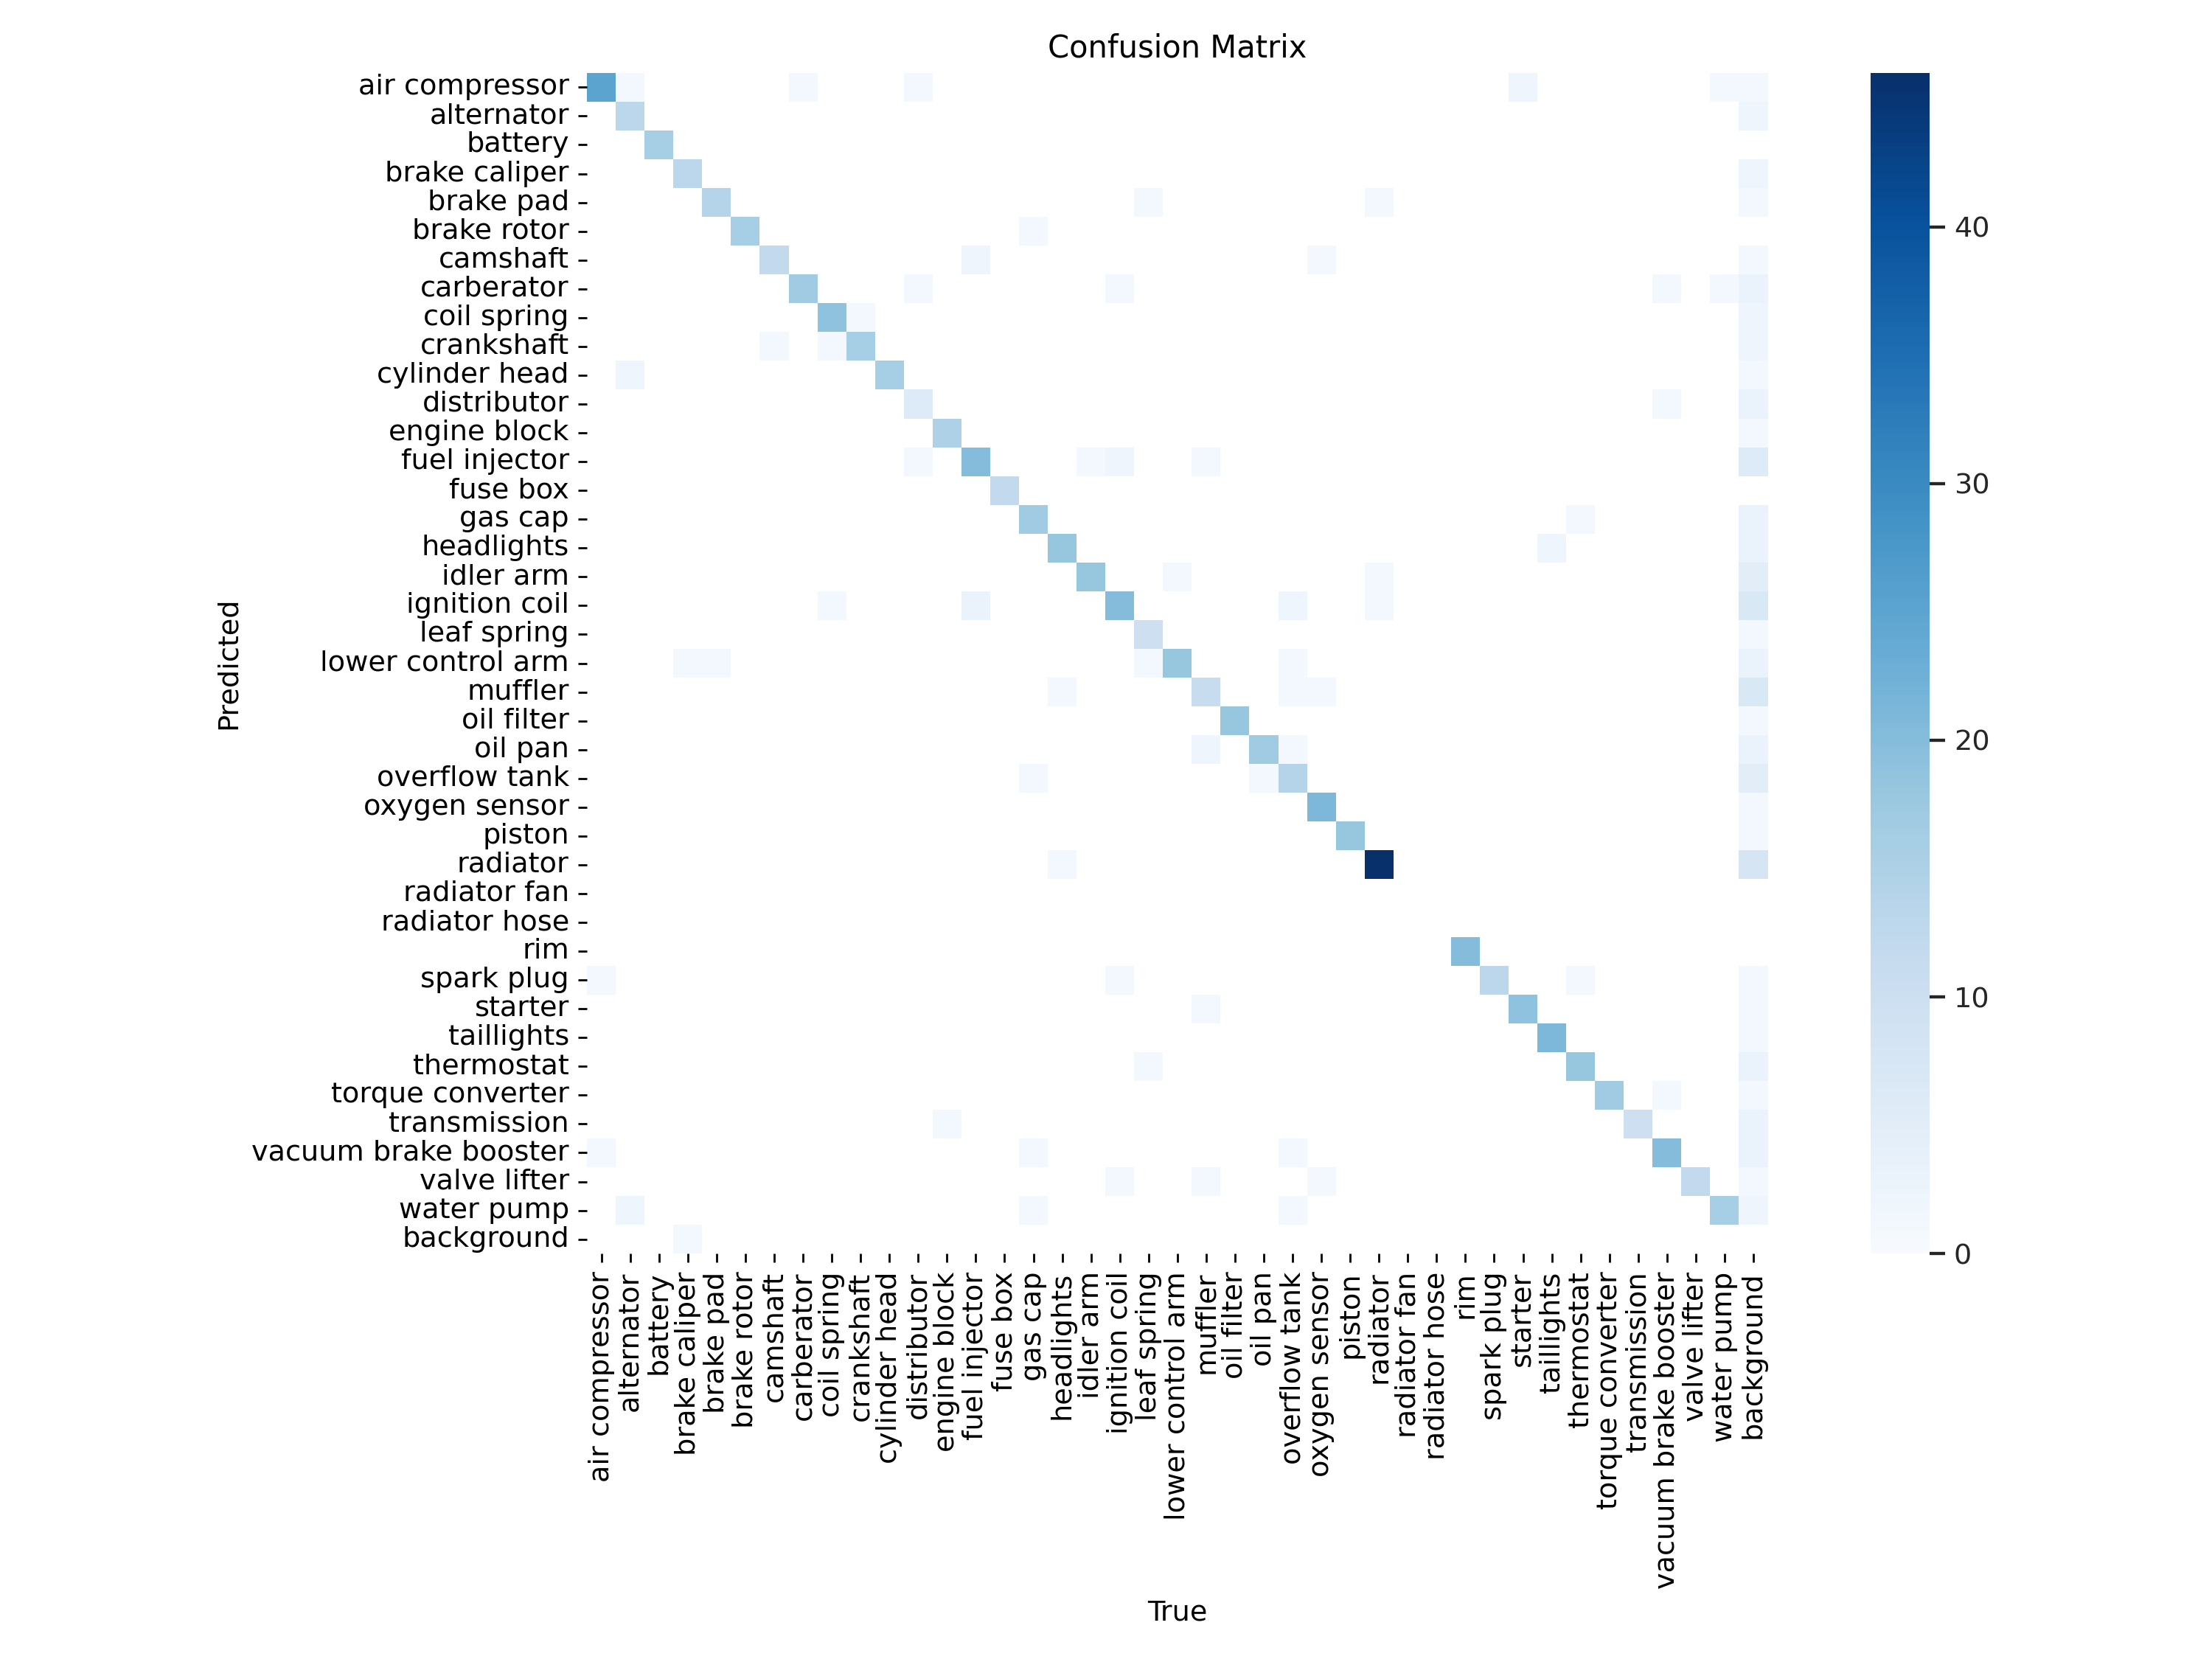 Confusion Matrix
Predicted
air compressor
alternator
battery
brake caliper
brake pad
brake rotor
camshaft
carberator
coil spring
crankshaft
cylinder head
distributor
engine block
fuel injector
fuse box
gas cap
headlights
idler arm
ignition coil
leaf spring
lower control arm
muffler
oil filter
oil pan
overflow tank
oxygen sensor
piston
radiator
radiator fan
radiator hose
rim
spark plug
starter
taillights
thermostat
torque converter
transmission
vacuum brake booster
valve lifter
water pump
background
air compressor
alternator
battery
brake caliper
brake pad
brake rotor
camshaft
carberator
coil spring
crankshaft
cylinder head
distributor
engine block
fuel injector
fuse box
gas cap
headlights
idler arm
ignition coil
leaf spring
lower control arm
muffler
oil filter
oil pan
overflow tank
oxygen sensor
piston
radiator
radiator fan
radiator hose
rim
spark plug
starter
taillights
thermostat
torque converter
transmission
vacuum brake booster
valve lifter
water pump
background
True
40
30
20
10
0